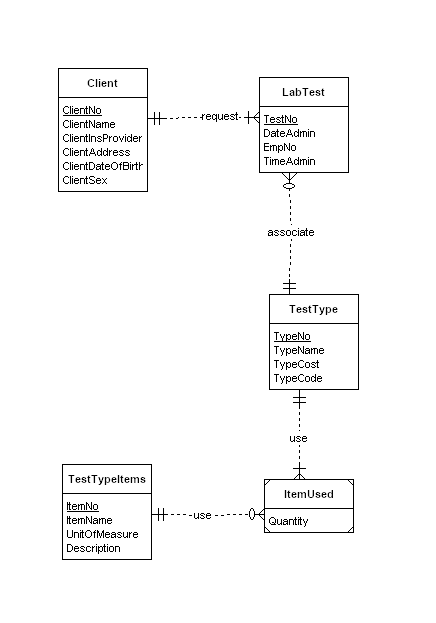 Client
ClientNo
ClientName
ClientInsProvider
ClientAddress
ClientDateOfBirth
ClientSex
request
LabTest
TestNo
DateAdmin
EmpNo
TimeAdmin
associate
TestType
TypeNo
TypeName
TypeCost
TypeCode
use
TestTypeItems
ItemNo
ItemName
UnitOfMeasure
Description
use
ItemUsed
Quantity